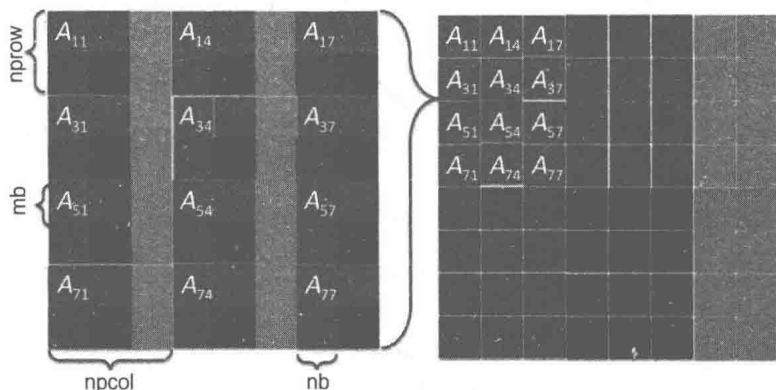 nprow
A11 A14 A17
A31 A34 A37
mb
A51 A54 A57
A71 A74 A77
npcol nb
A11 A14 A17
A31 A34 A37
A51 A54 A57
A71 A74 A77